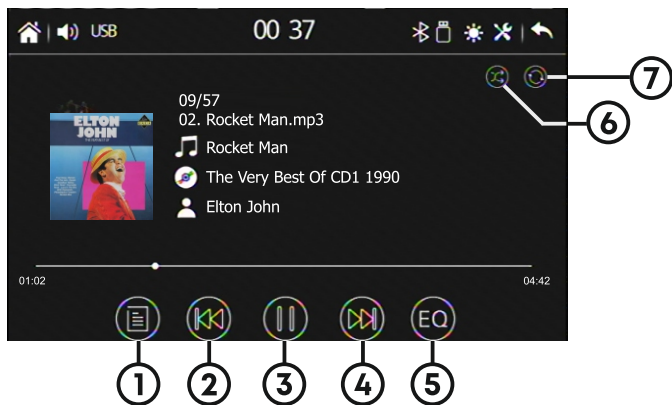 USB
00 37
7
6
09/57
02. Rocket Man.mp3
ELTON
JOHN
Rocket Man
The Very Best Of CD1 1990
Elton John
01:02
04:42
EQ
1
2
3
4
5